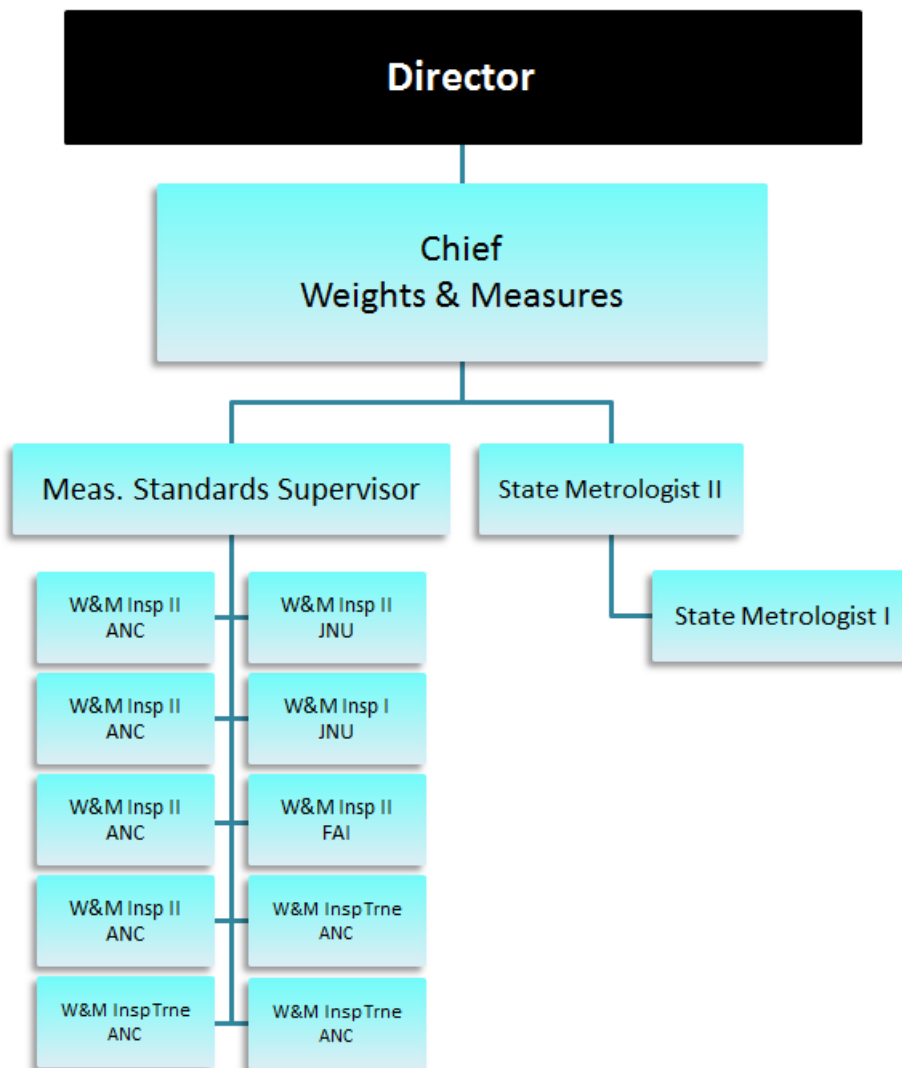 Director
Chief
Weights & Measures
Meas. Standards Supervisor
State Metrologist II
State Metrologist I
W&M Insp II
ANC
W&M Insp II
JNU
W&M Insp II
ANC
W&M Insp I
JNU
W&M Insp II
ANC
W&M Insp II
FAI
W&M Insp II
ANC
W&M InspTrne
ANC
W&M InspTrne
ANC
W&M InspTrne
ANC